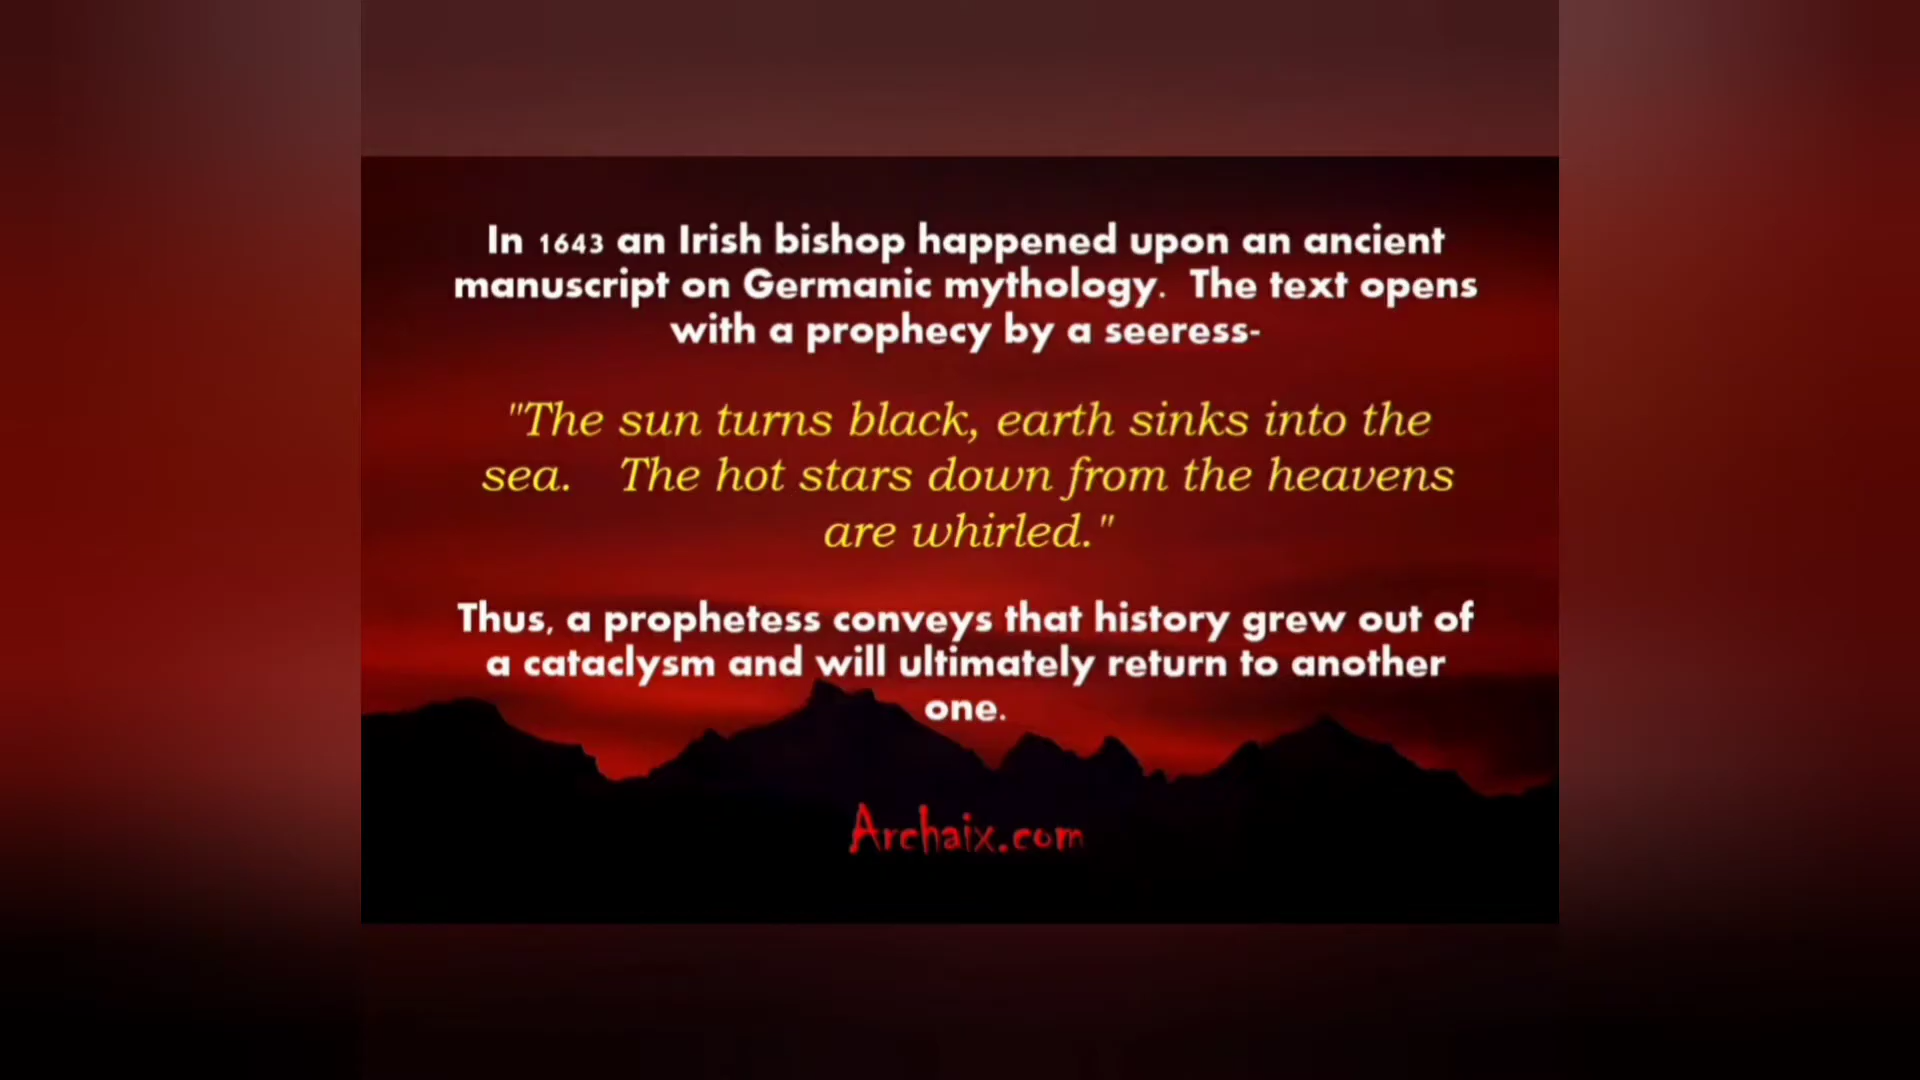 In 1643 an Irish bishop happened upon an ancient
manuscript on Germanic mythology. The text opens
with a prophecy by a seeress-
"The sun turns black, earth sinks into the
sea. The hot stars down from the heavens
are whirled."
Thus, a prophetess conveys that history grew out of
a cataclysm and will ultimately return to another
one.
Archaix.com